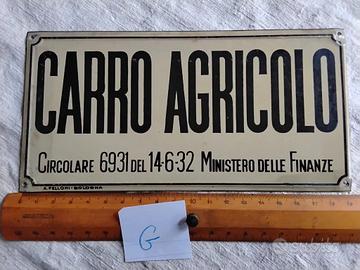 CARRO AGRICOLO
CIRCOLARE 6931 DEL 14-6-32 MINISTERO DELLE FINANZE
A. FELLONI - BOLOGNA
G